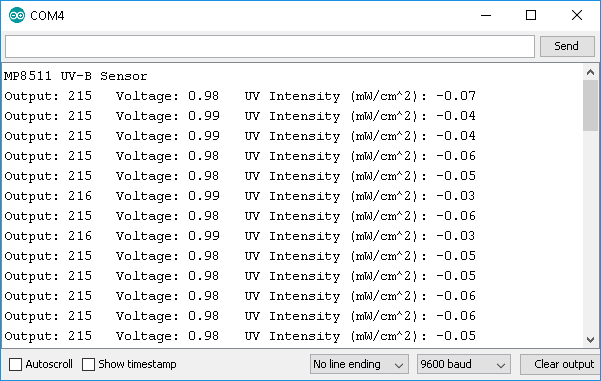 COM4
Send
MP8511 UV-B Sensor
Output: 215   Voltage: 0.98   UV Intensity (mW/cm^2): -0.07
Output: 215   Voltage: 0.99   UV Intensity (mW/cm^2): -0.04
Output: 215   Voltage: 0.99   UV Intensity (mW/cm^2): -0.04
Output: 215   Voltage: 0.98   UV Intensity (mW/cm^2): -0.06
Output: 215   Voltage: 0.98   UV Intensity (mW/cm^2): -0.05
Output: 216   Voltage: 0.99   UV Intensity (mW/cm^2): -0.03
Output: 215   Voltage: 0.98   UV Intensity (mW/cm^2): -0.06
Output: 216   Voltage: 0.99   UV Intensity (mW/cm^2): -0.03
Output: 215   Voltage: 0.98   UV Intensity (mW/cm^2): -0.05
Output: 215   Voltage: 0.98   UV Intensity (mW/cm^2): -0.05
Output: 215   Voltage: 0.98   UV Intensity (mW/cm^2): -0.06
Output: 215   Voltage: 0.98   UV Intensity (mW/cm^2): -0.06
Output: 215   Voltage: 0.98   UV Intensity (mW/cm^2): -0.05
Autoscroll Show timestamp No line ending 9600 baud Clear output